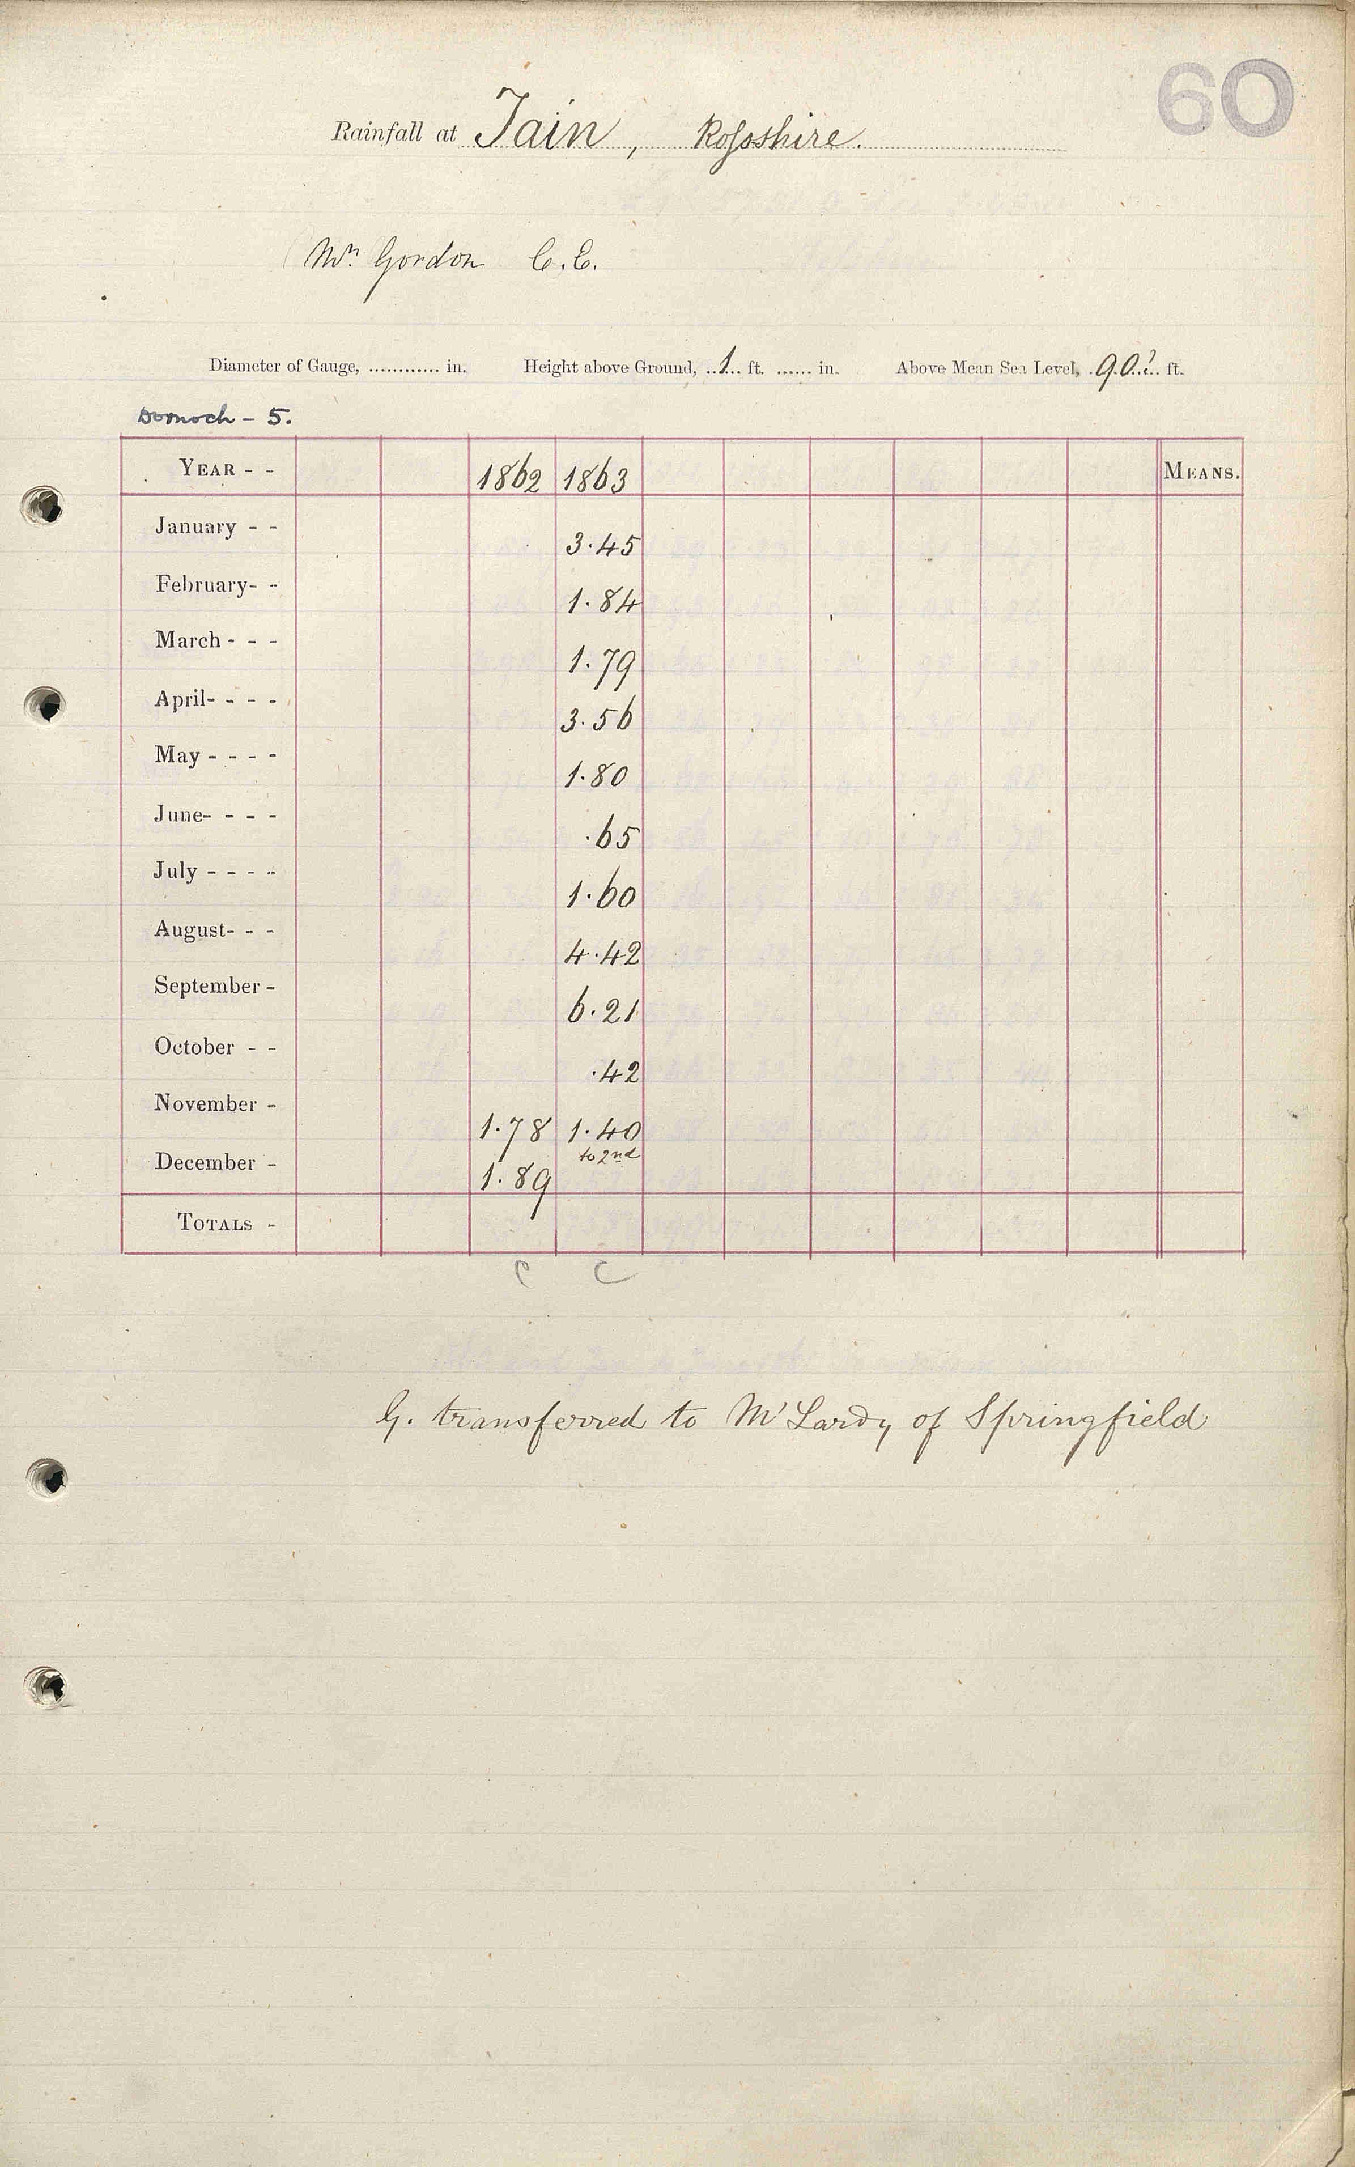 60
Rainfall at Tain, Rossshire.
Mr. Gordon C.E.
Diameter of Gauge, ............ in. Height above Ground, ..1.. ft. ...... in. Above Mean Sea Level, .90?.. ft.
Dornoch - 5.
YEAR - - 1862 1863 MEANS.
January - - 3.45
February- - 1.84
March - - - 1.79
April- - - - 3.56
May - - - - 1.80
June- - - - .65
July - - - - 1.60
August- - - 4.42
September - 6.21
October - - .42
November - 1.78 1.40
to 2nd
December - 1.89
TOTALS -
C C
G. transferred to McLardy of Springfield